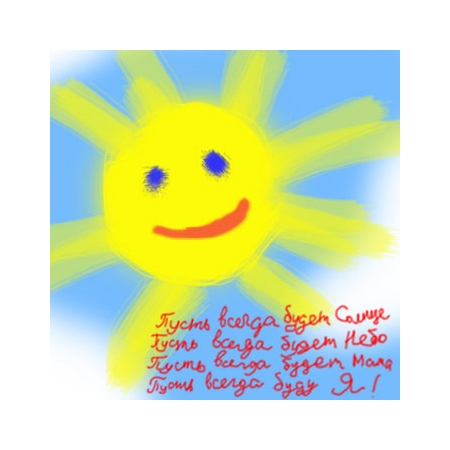 Пусть всегда будет Солнце
Пусть всегда будет Небо
Пусть всегда будет Мама
Пусть всегда буду Я!